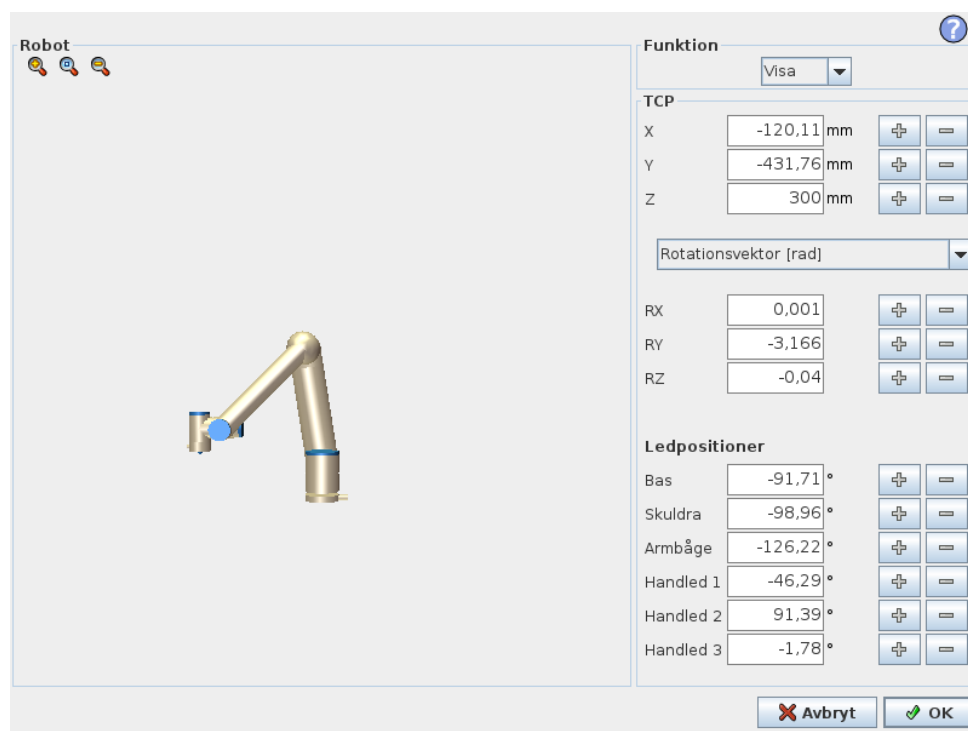 Robot
Funktion
?
Visa
TCP
X -120,11 mm
Y -431,76 mm
Z 300 mm
Rotationsvektor [rad]
RX 0,001
RY -3,166
RZ -0,04
Ledpositioner
Bas -91,71 °
Skuldra -98,96 °
Armbåge -126,22 °
Handled 1 -46,29 °
Handled 2 91,39 °
Handled 3 -1,78 °
Avbryt OK